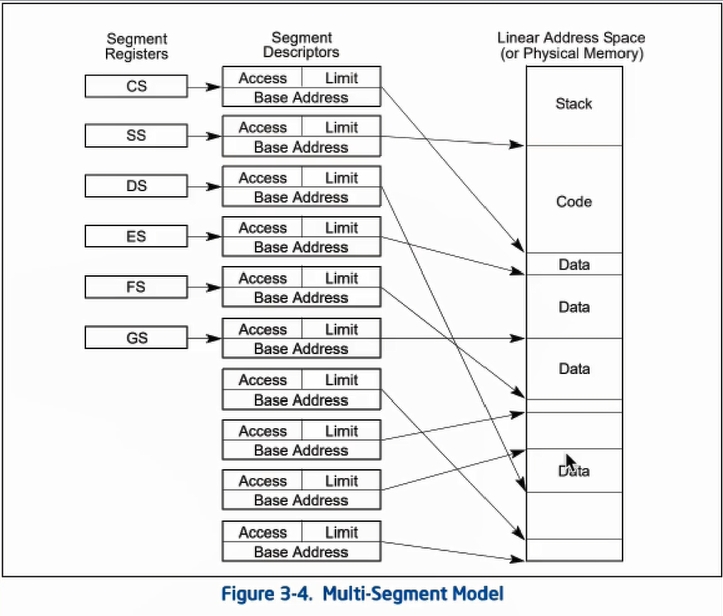 Segment
Registers
Segment
Descriptors
Linear Address Space
(or Physical Memory)
CS
Access Limit
Base Address
Stack
SS
Access Limit
Base Address
DS
Access Limit
Base Address
Code
ES
Access Limit
Base Address
Data
FS
Access Limit
Base Address
Data
GS
Access Limit
Base Address
Data
Access Limit
Base Address
Access Limit
Base Address
Access Limit
Base Address
Data
Access Limit
Base Address
Figure 3-4. Multi-Segment Model